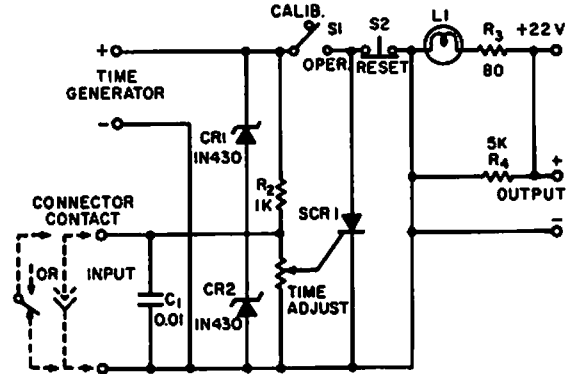 CALIB.
S1
S2
L1
R3
+22V
+
OPER.
RESET
80
TIME
GENERATOR
-
CR1
1N430
5K
R4
+
OUTPUT
R2
1K
CONNECTOR
CONTACT
SCR1
-
OR
INPUT
C1
0.01
CR2
1N430
TIME
ADJUST